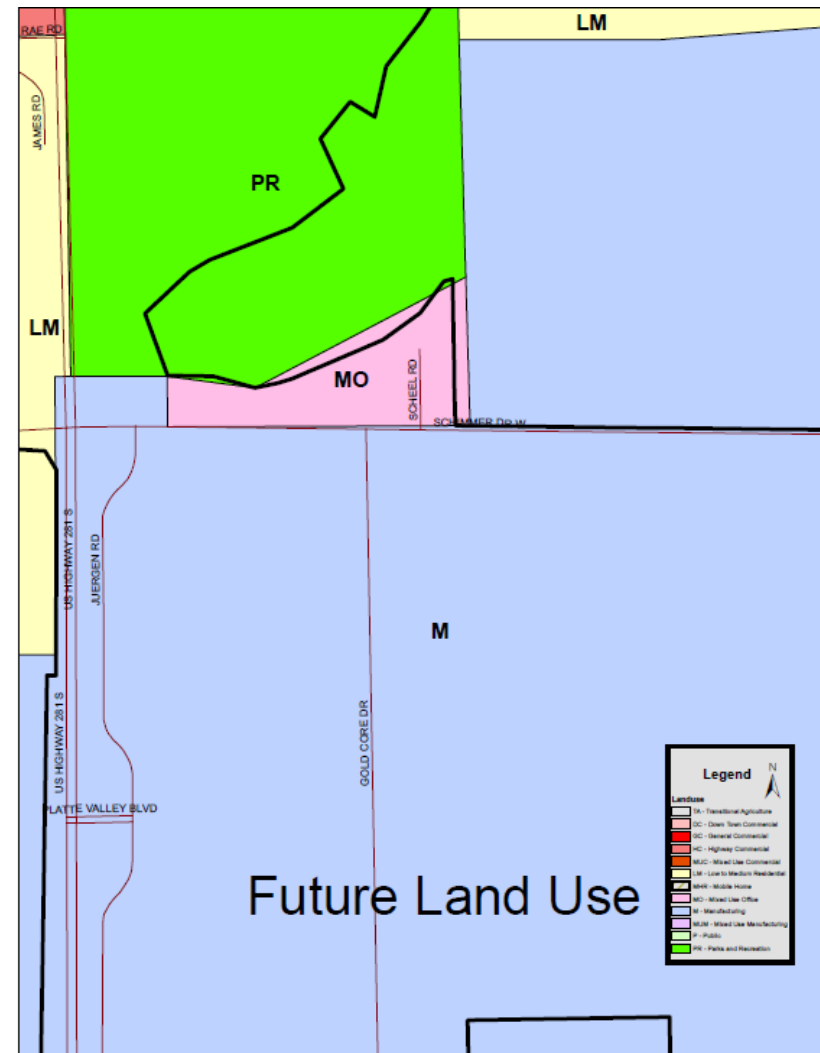 LM
RAE RD
JAMES RD
PR
LM
MO
SCHEEL RD
SCHIMMER DR W
US HIGHWAY 281 S
JUERGEN RD
M
US HIGHWAY 281 S
GOLD CORE DR
PLATTE VALLEY BLVD
Future Land Use
Legend
N
Landuse
TA - Transitional Agriculture
DC - Down Town Commercial
GC - General Commercial
HC - Highway Commercial
MUC - Mixed Use Commercial
LM - Low to Medium Residential
MHR - Mobile Home
MO - Mixed Use Office
M - Manufacturing
MUM - Mixed Use Manufacturing
P - Public
PR - Parks and Recreation